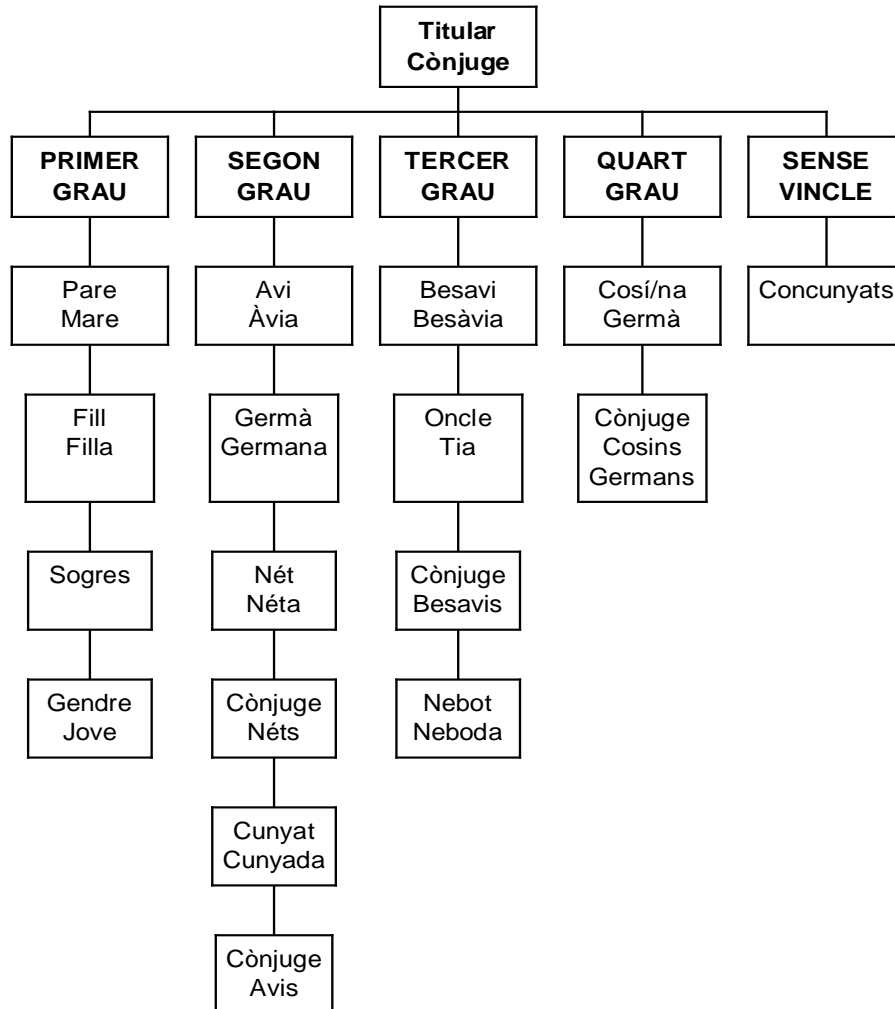 Titular
Cònjuge
PRIMER
GRAU
SEGON
GRAU
TERCER
GRAU
QUART
GRAU
SENSE
VINCLE
Pare
Mare
Avi
Àvia
Besavi
Besàvia
Cosí/na
Germà
Concunyats
Fill
Filla
Germà
Germana
Oncle
Tia
Cònjuge
Cosins
Germans
Sogres
Nét
Néta
Cònjuge
Besavis
Gendre
Jove
Cònjuge
Néts
Nebot
Neboda
Cunyat
Cunyada
Cònjuge
Avis